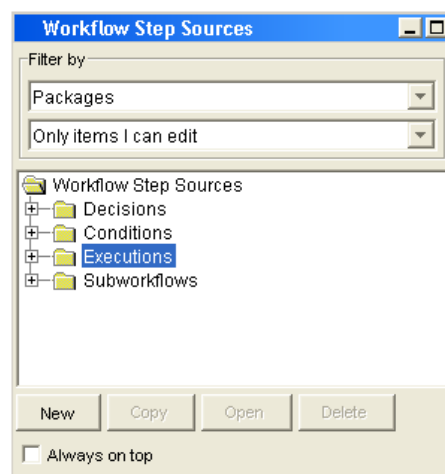 Workflow Step Sources
Filter by
Packages
Only items I can edit
Workflow Step Sources
Decisions
Conditions
Executions
Subworkflows
New Copy Open Delete
Always on top